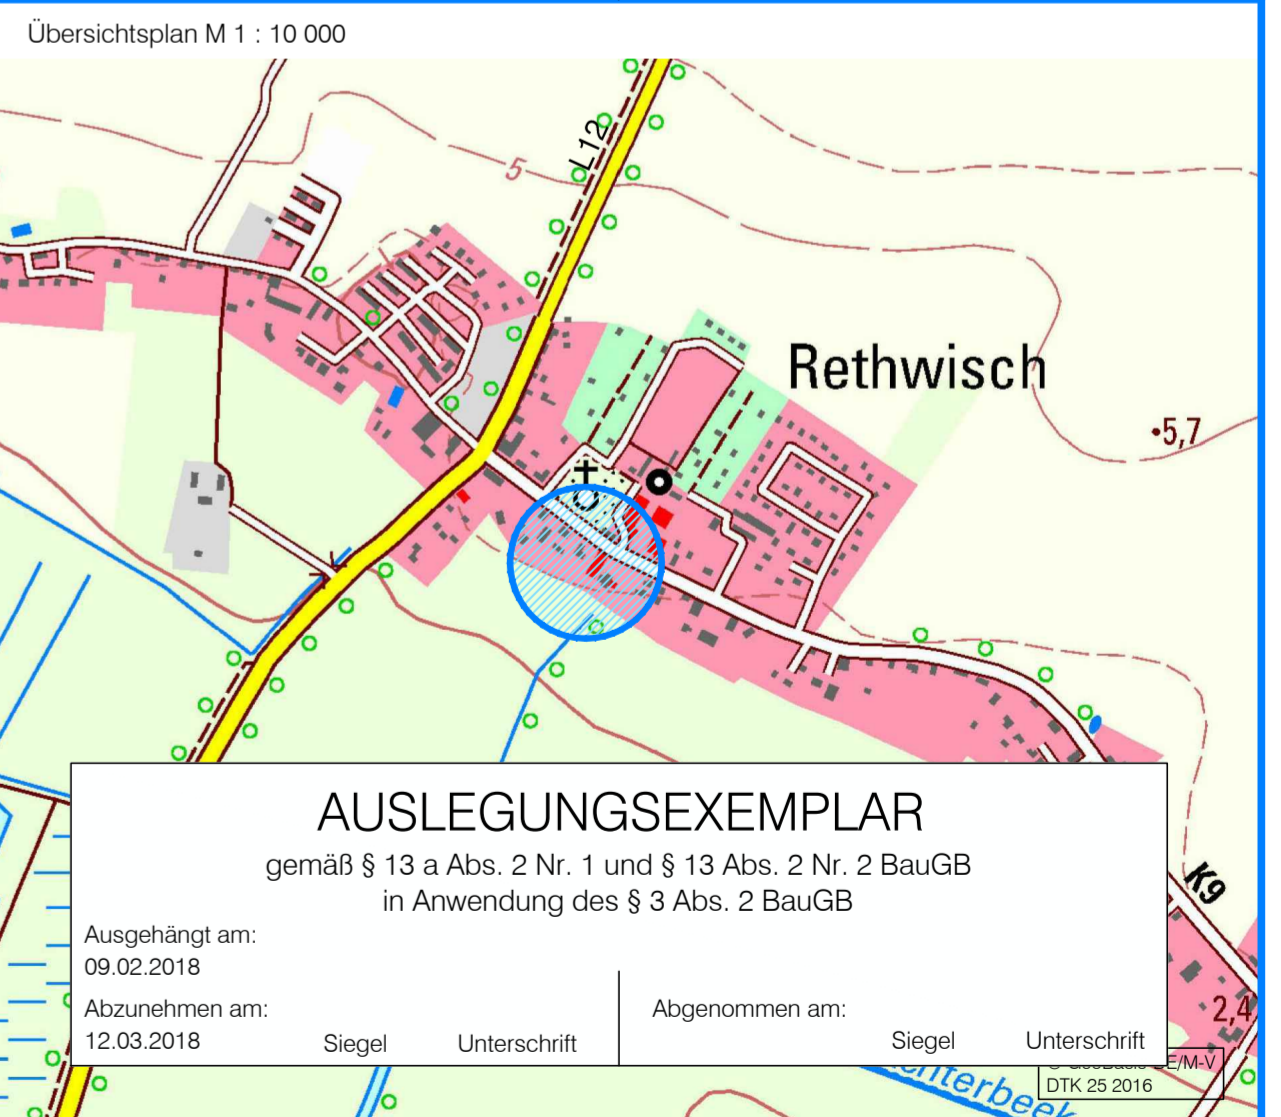 Übersichtsplan M 1 : 10 000
L12
5
Rethwisch
5,7
AUSLEGUNGSEXEMPLAR
gemäß § 13 a Abs. 2 Nr. 1 und § 13 Abs. 2 Nr. 2 BauGB
in Anwendung des § 3 Abs. 2 BauGB
Ausgehängt am:
09.02.2018
Abzunehmen am:
12.03.2018
Siegel
Unterschrift
Abgenommen am:
Siegel
Unterschrift
K9
2,4
E/M-V
DTK 25 2016